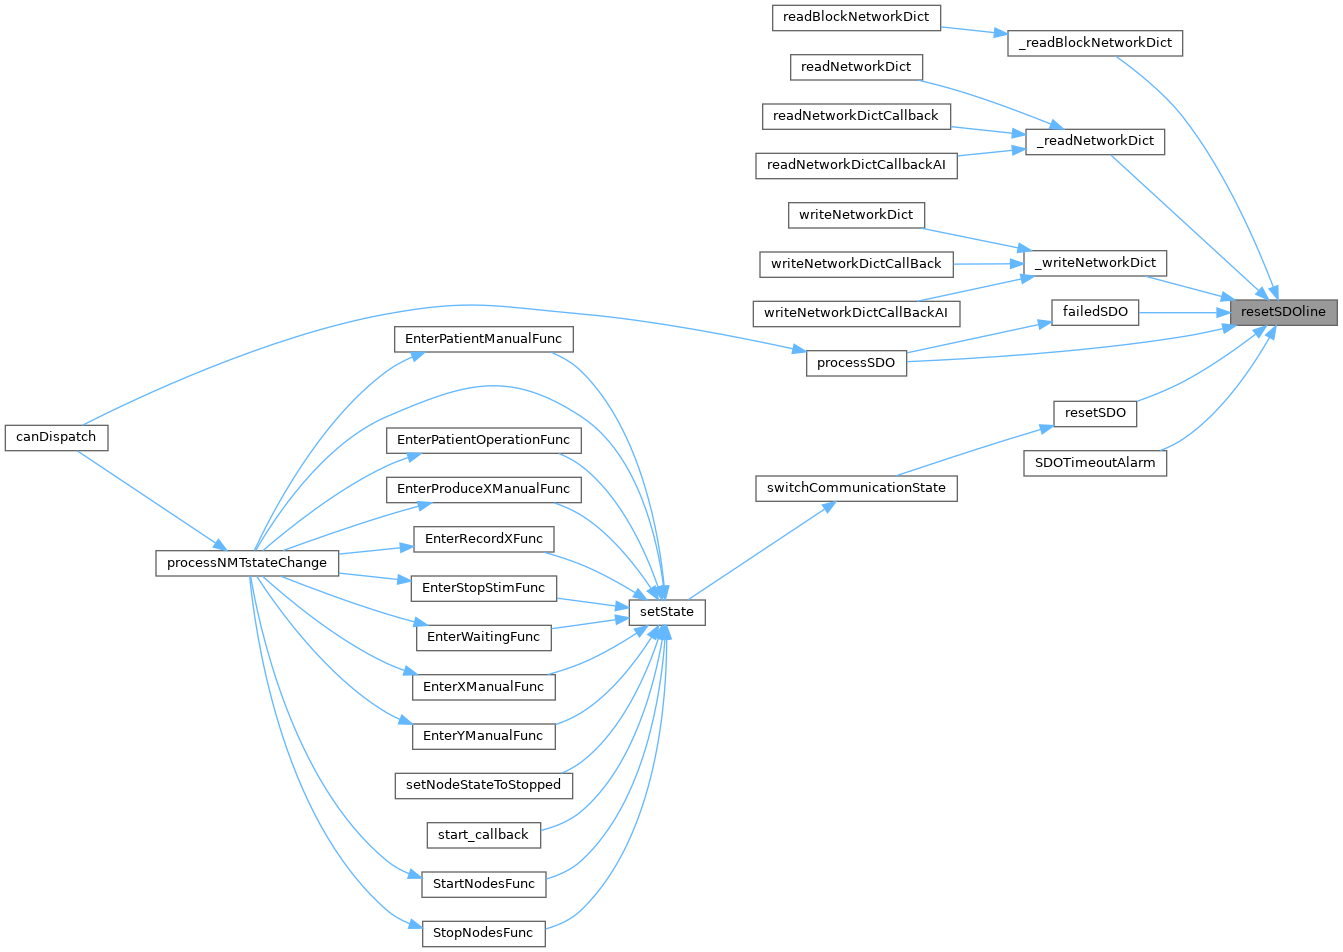 readBlockNetworkDict
_readBlockNetworkDict
readNetworkDict
readNetworkDictCallback
_readNetworkDict
readNetworkDictCallbackAI
writeNetworkDict
writeNetworkDictCallBack
_writeNetworkDict
writeNetworkDictCallBackAI
failedSDO
resetSDOline
EnterPatientManualFunc
processSDO
resetSDO
canDispatch
EnterPatientOperationFunc
SDOTimeoutAlarm
EnterProduceXManualFunc
switchCommunicationState
EnterRecordXFunc
processNMTstateChange
EnterStopStimFunc
setState
EnterWaitingFunc
EnterXManualFunc
EnterYManualFunc
setNodeStateToStopped
start_callback
StartNodesFunc
StopNodesFunc